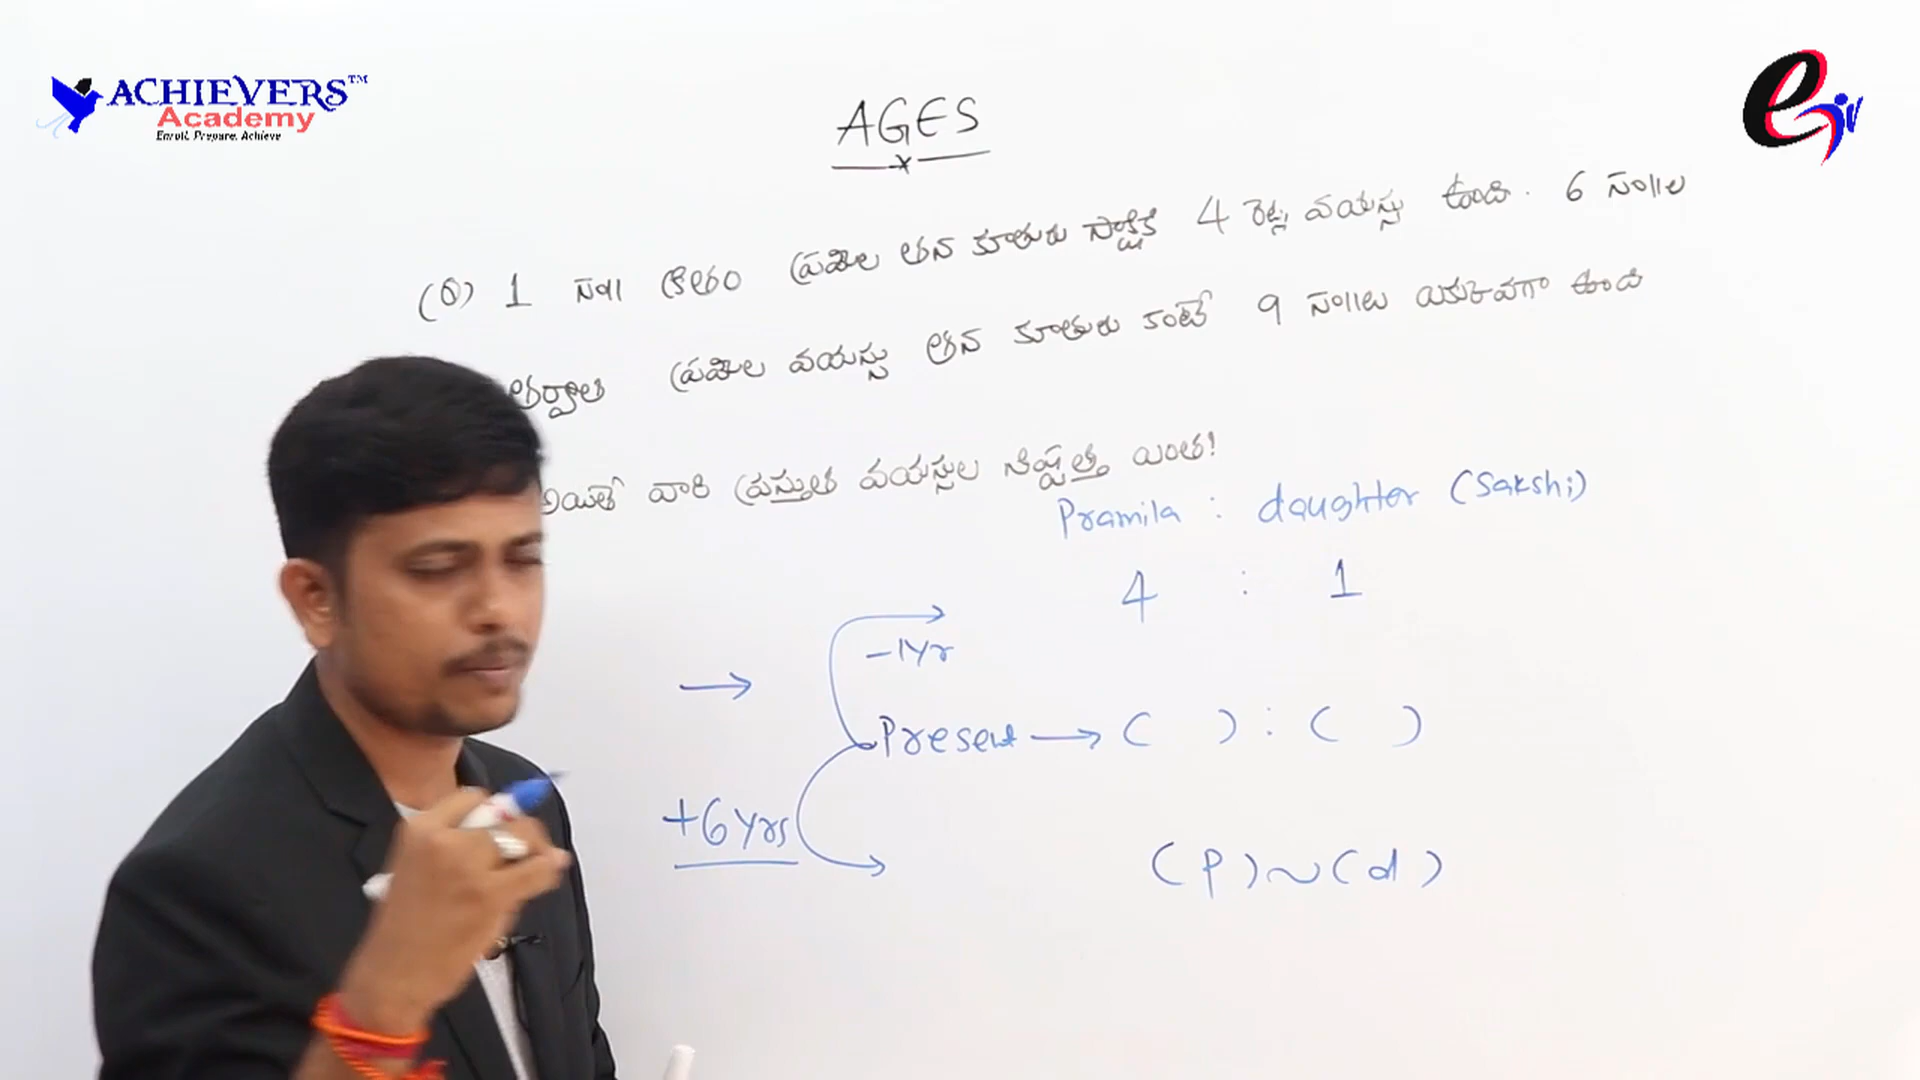 ACHIEVERS™
Academy
Enroll. Prepare. Achieve
AGES
(Q) 1 సం॥ క్రితం ప్రమీల తన కూతురు సాక్షికి 4 రెట్ల వయస్సు ఉంది. 6 సం॥ల
తర్వాత ప్రమీల వయస్సు తన కూతురు కంటే 9 సం॥లు ఎక్కువగా ఉంది
అయితే వారి ప్రస్తుత వయస్సుల నిష్పత్తి ఎంత!
Pramila : daughter (Sakshi)
4 : 1
-1yr
→
Present → ( ) : ( )
+6yrs
(P)~(d)